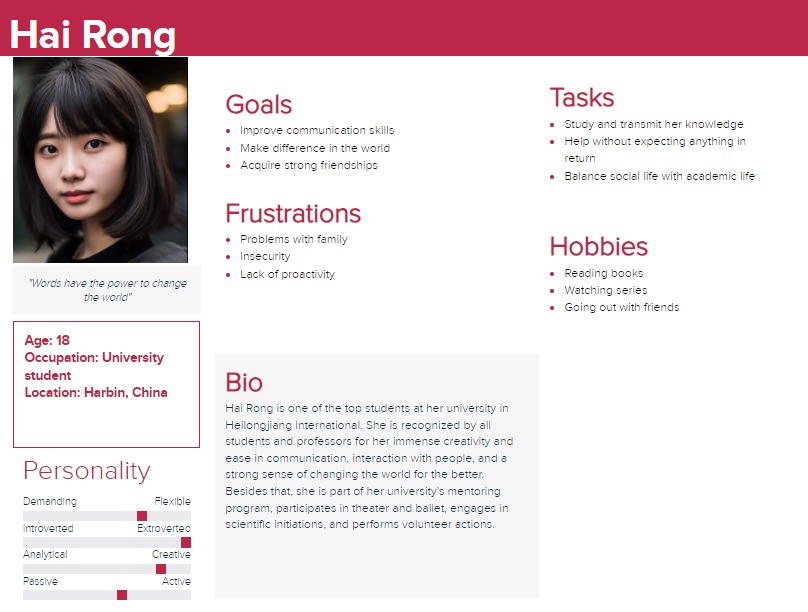 Hai Rong
"Words have the power to change
the world"
Age: 18
Occupation: University
student
Location: Harbin, China
Personality
Demanding Flexible
Introverted Extroverted
Analytical Creative
Passive Active
Goals
Improve communication skills
Make difference in the world
Acquire strong friendships
Frustrations
Problems with family
Insecurity
Lack of proactivity
Tasks
Study and transmit her knowledge
Help without expecting anything in
return
Balance social life with academic life
Hobbies
Reading books
Watching series
Going out with friends
Bio
Hai Rong is one of the top students at her university in
Heilongjiang International. She is recognized by all
students and professors for her immense creativity and
ease in communication, interaction with people, and a
strong sense of changing the world for the better.
Besides that, she is part of her university's mentoring
program, participates in theater and ballet, engages in
scientific initiations, and performs volunteer actions.